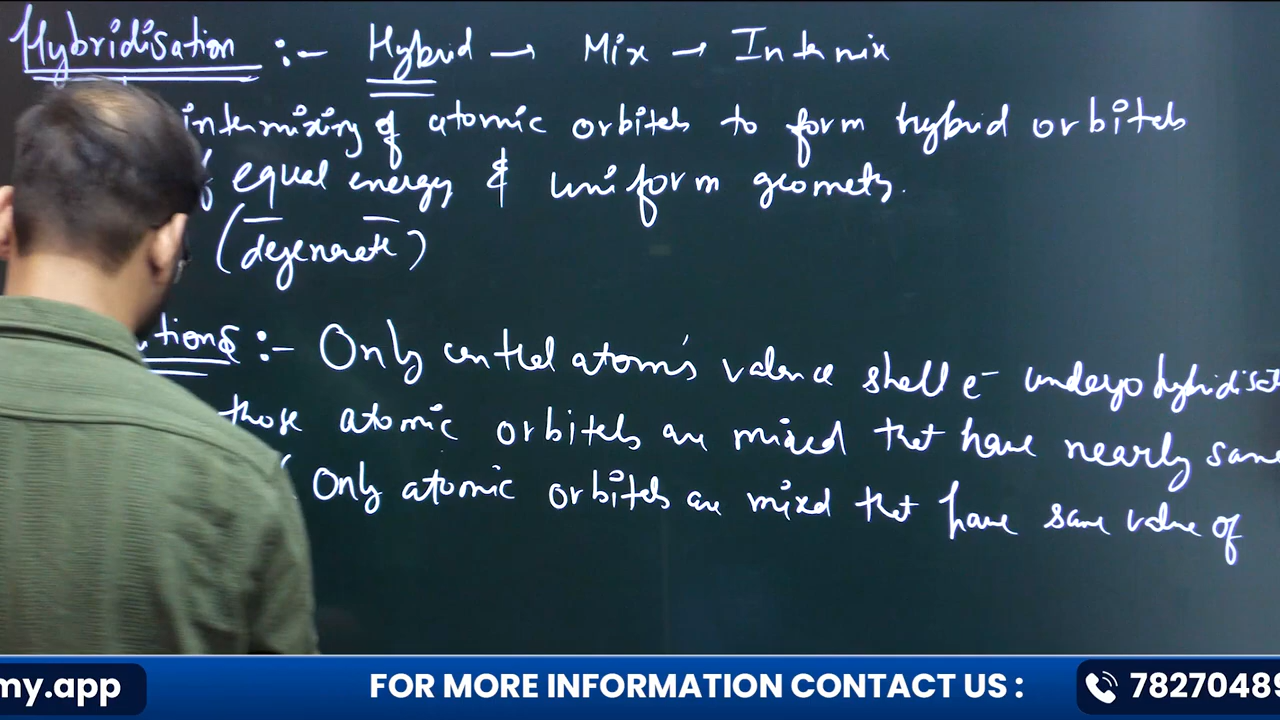 Hybridisation :- Hybrid → Mix → Intermix
intermixing of atomic orbitals to form hybrid orbitals
equal energy & uniform geometry.
(degenerate)
:- Only central atom's valence shell e⁻ undergo
those atomic orbitals are mixed that have nearly same
Only atomic orbitals are mixed that have same value of
my.app FOR MORE INFORMATION CONTACT US : 7827048